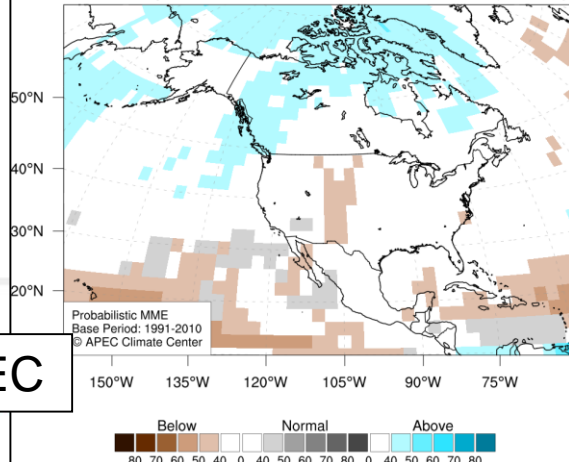 50°N
40°N
30°N
20°N
Probabilistic MME
Base Period: 1991-2010
© APEC Climate Center
EC
150°W 135°W 120°W 105°W 90°W 75°W
Below Normal Above
80 70 60 50 40 0 40 50 60 70 80 0 40 50 60 70 80